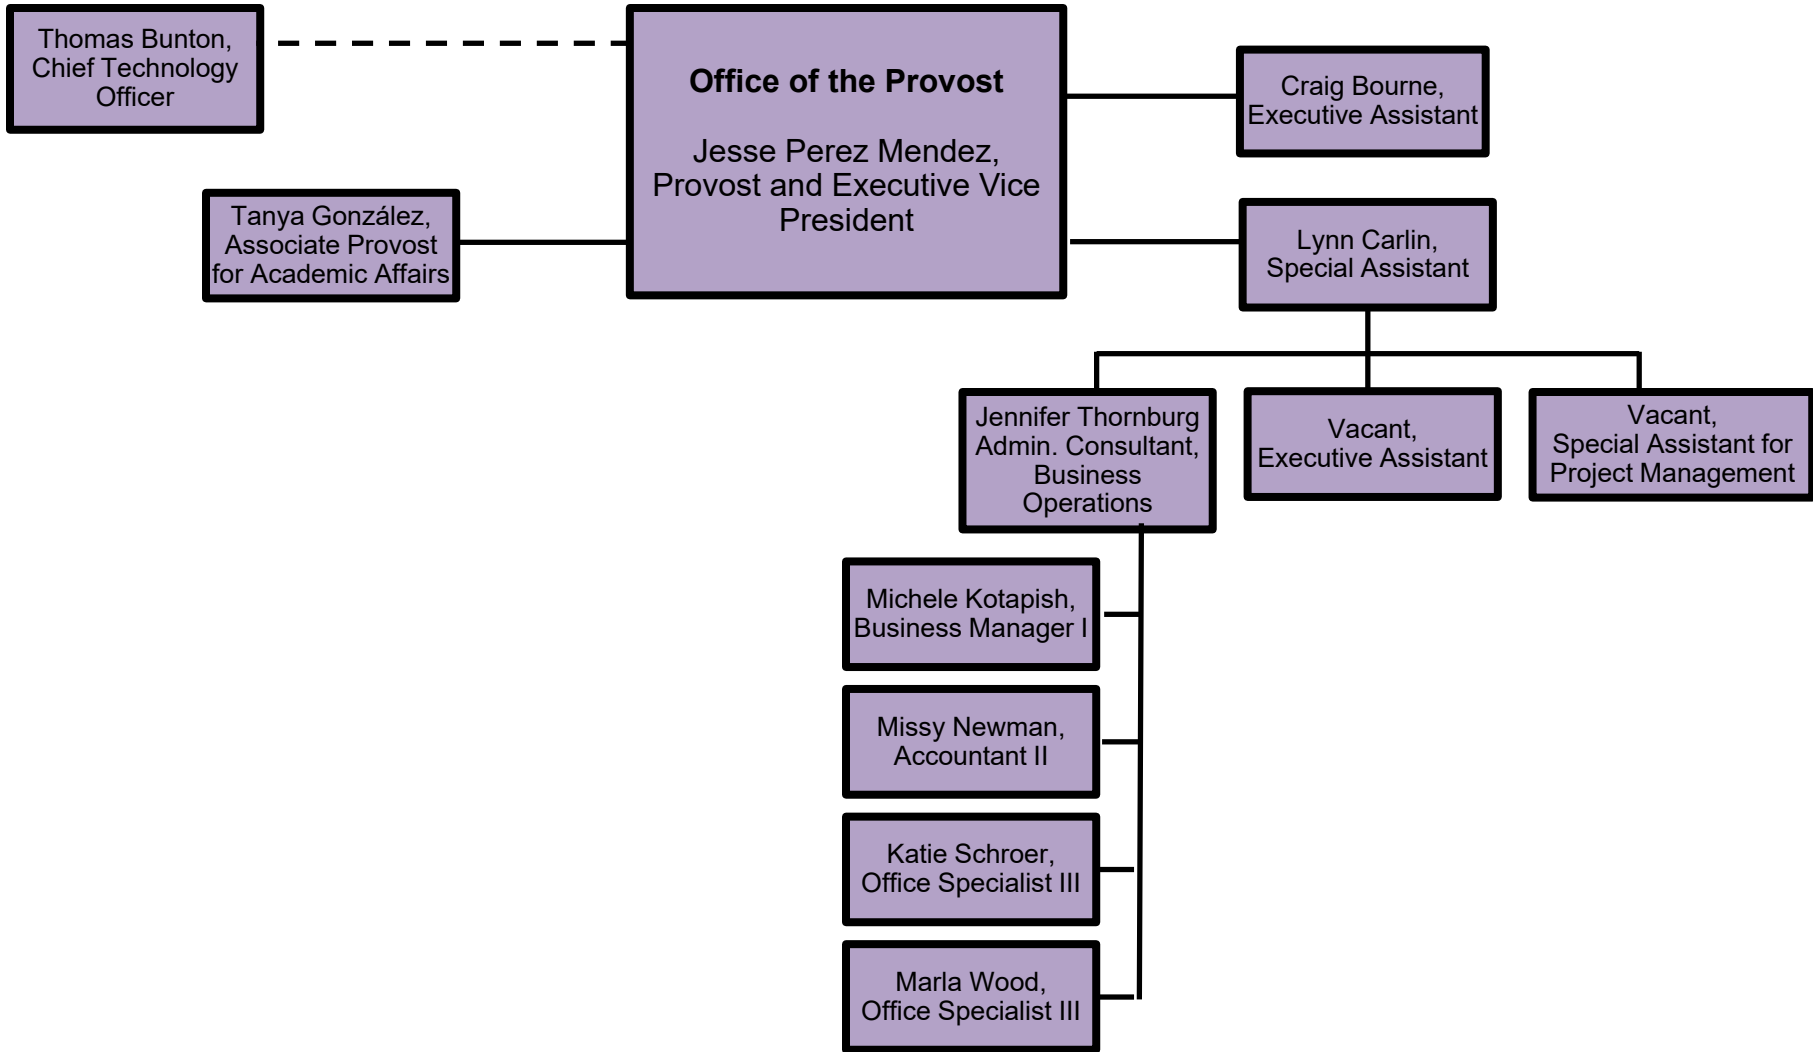 Thomas Bunton,
Chief Technology
Officer
Office of the Provost
Jesse Perez Mendez,
Provost and Executive Vice
President
Craig Bourne,
Executive Assistant
Tanya González,
Associate Provost
for Academic Affairs
Lynn Carlin,
Special Assistant
Jennifer Thornburg
Admin. Consultant,
Business
Operations
Vacant,
Executive Assistant
Vacant,
Special Assistant for
Project Management
Michele Kotapish,
Business Manager I
Missy Newman,
Accountant II
Katie Schroer,
Office Specialist III
Marla Wood,
Office Specialist III